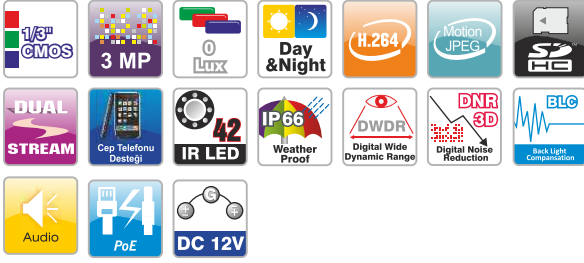 1/3"
CMOS
3 MP
0
Lux
Day
&Night
H.264
Motion
JPEG
SD
HC
DUAL
STREAM
Cep Telefonu
Desteği
42
IR LED
IP66
Weather
Proof
DWDR
Digital Wide
Dynamic Range
DNR
3D
Digital Noise
Reduction
BLC
Back Light
Compansation
Audio
PoE
G
DC 12V